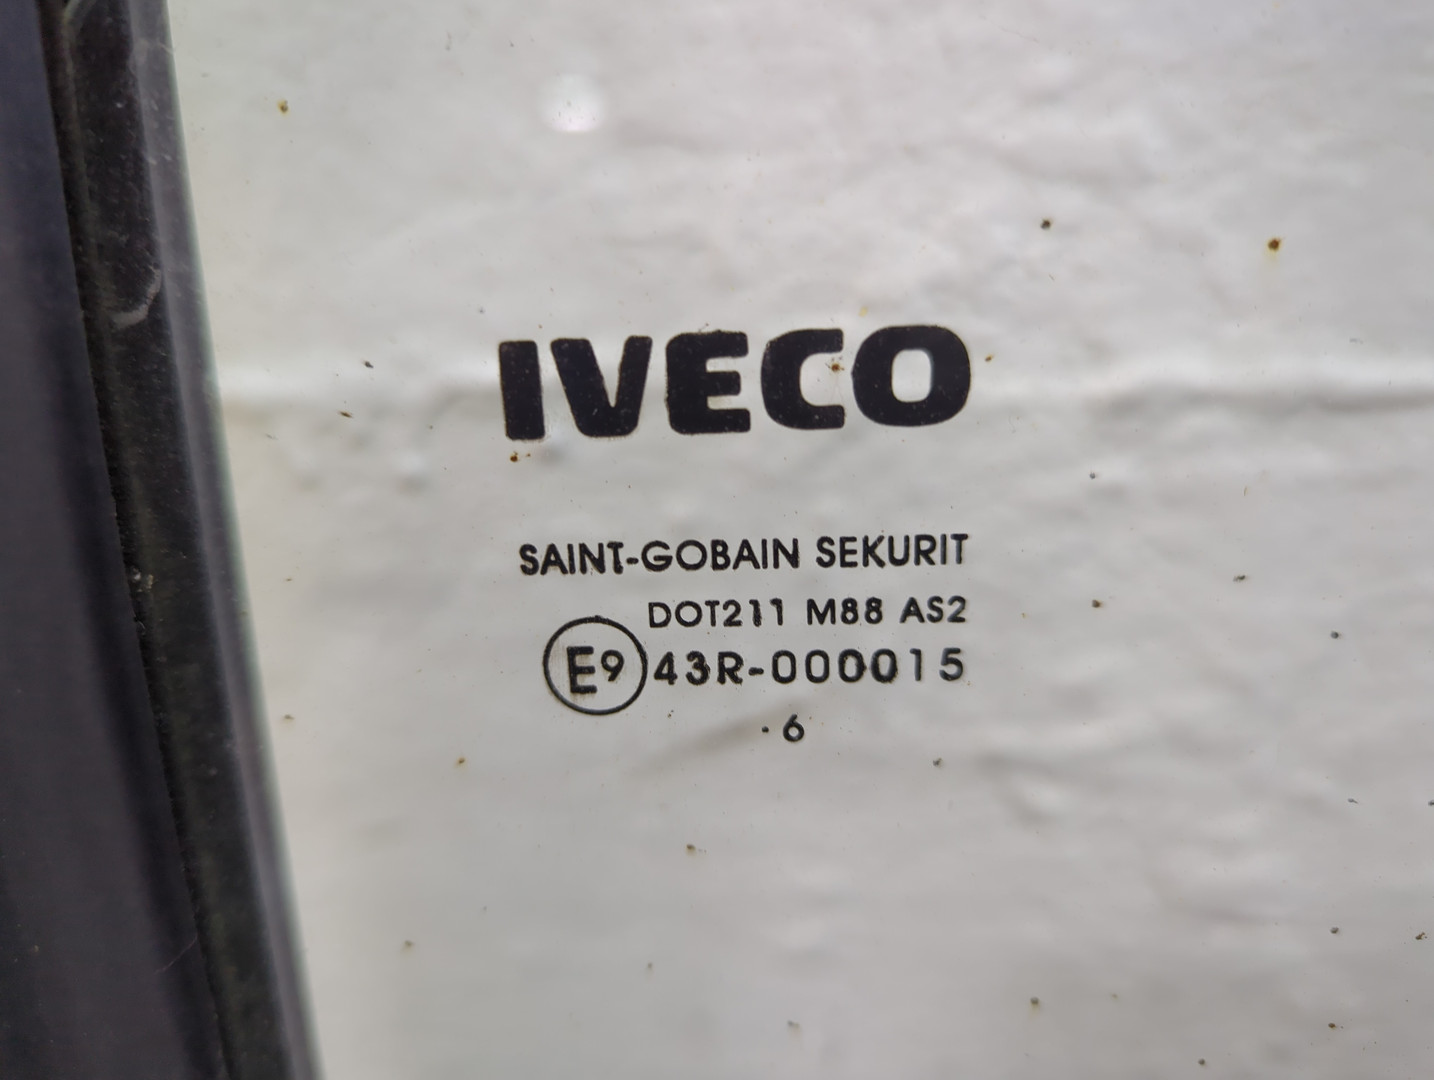 IVECO
SAINT-GOBAIN SEKURIT
DOT211 M88 AS2
E9 43R-000015
. 6